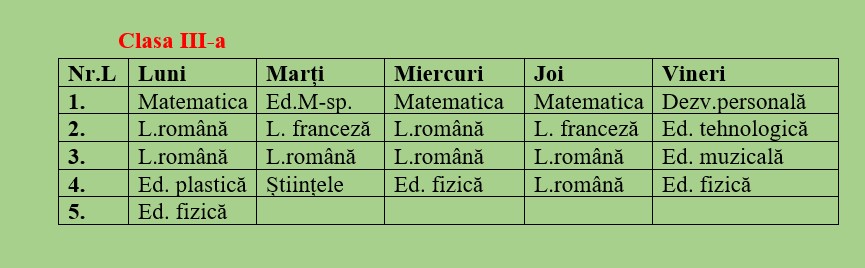 Clasa III-a
Nr.L Luni Marți Miercuri Joi Vineri
1. Matematica Ed.M-sp. Matematica Matematica Dezv.personală
2. L.română L. franceză L.română L. franceză Ed. tehnologică
3. L.română L.română L.română L.română Ed. muzicală
4. Ed. plastică Științele Ed. fizică L.română Ed. fizică
5. Ed. fizică